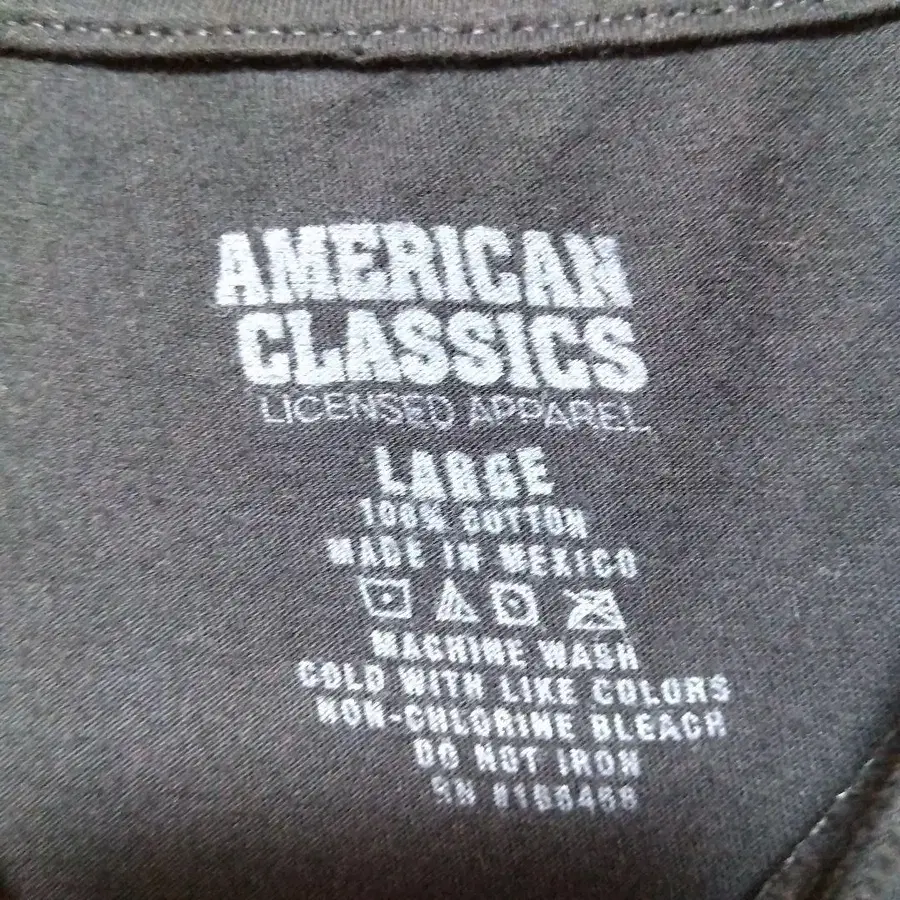 AMERICAN
CLASSICS
LICENSED APPAREL
LARGE
100% COTTON
MADE IN MEXICO
MACHINE WASH
COLD WITH LIKE COLORS
NON-CHLORINE BLEACH
DO NOT IRON
RN